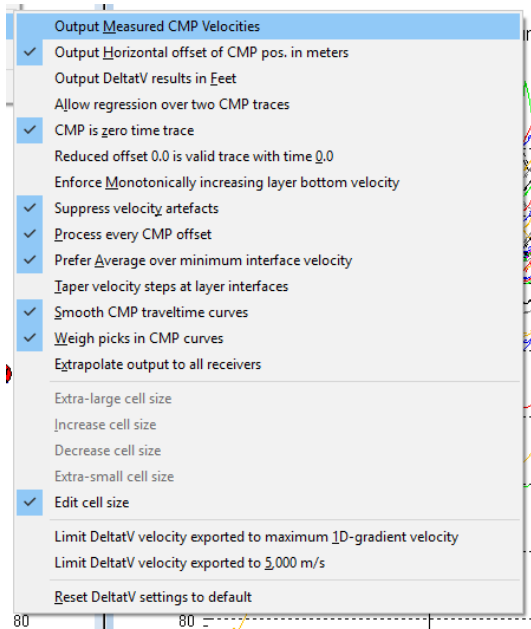 Output Measured CMP Velocities
Output Horizontal offset of CMP pos. in meters
Output DeltatV results in Feet
Allow regression over two CMP traces
CMP is zero time trace
Reduced offset 0.0 is valid trace with time 0.0
Enforce Monotonically increasing layer bottom velocity
Suppress velocity artefacts
Process every CMP offset
Prefer Average over minimum interface velocity
Taper velocity steps at layer interfaces
Smooth CMP traveltime curves
Weigh picks in CMP curves
Extrapolate output to all receivers
Extra-large cell size
Increase cell size
Decrease cell size
Extra-small cell size
Edit cell size
Limit DeltatV velocity exported to maximum 1D-gradient velocity
Limit DeltatV velocity exported to 5,000 m/s
Reset DeltatV settings to default
80 80